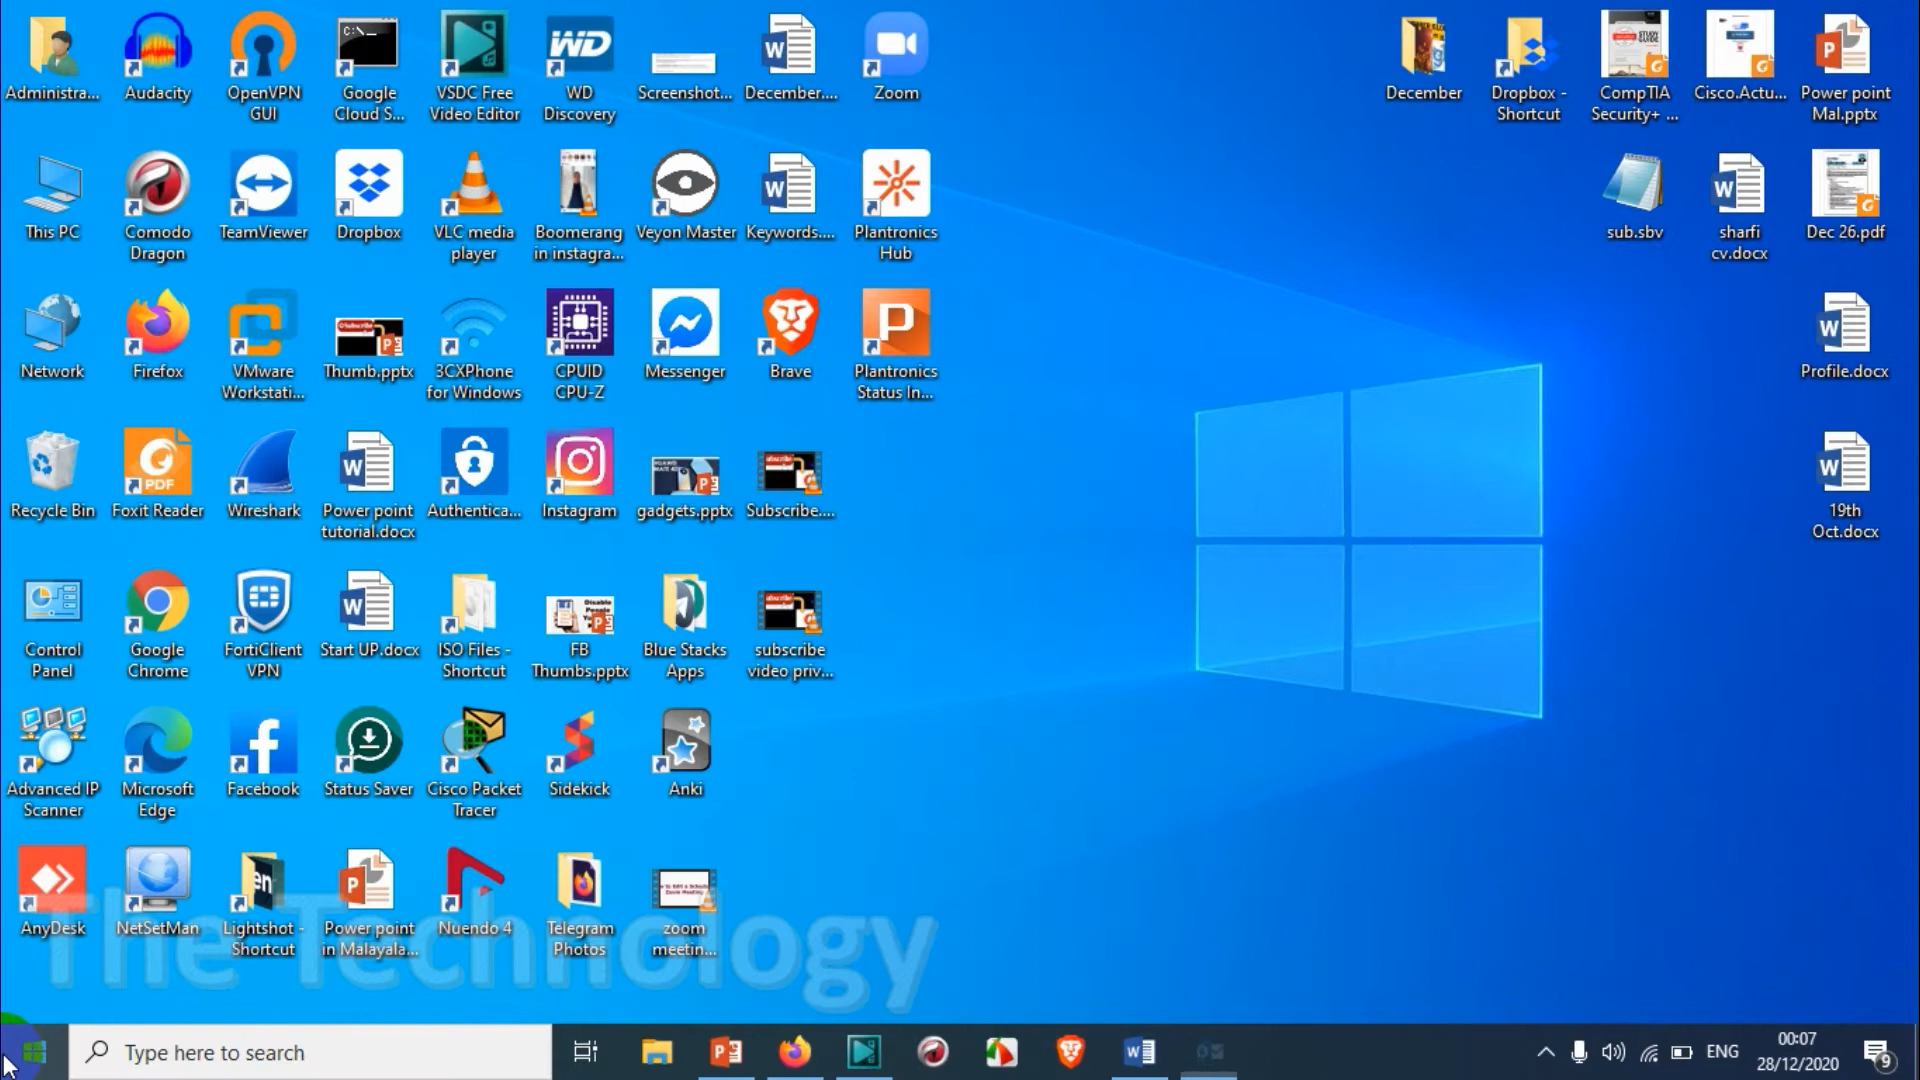 Administra...
Audacity
OpenVPN
GUI
Google
Cloud S...
VSDC Free
Video Editor
WD
Discovery
Screenshot...
December....
Zoom
December
Dropbox -
Shortcut
CompTIA
Security+ ...
Cisco.Actu...
Power point
Mal.pptx
This PC
Comodo
Dragon
TeamViewer
Dropbox
VLC media
player
Boomerang
in instagra...
Veyon Master
Keywords....
Plantronics
Hub
sub.sbv
sharfi
cv.docx
Dec 26.pdf
Network
Firefox
VMware
Workstati...
Thumb.pptx
3CXPhone
for Windows
CPUID
CPU-Z
Messenger
Brave
Plantronics
Status In...
Profile.docx
Recycle Bin
Foxit Reader
Wireshark
Power point
tutorial.docx
Authentica...
Instagram
gadgets.pptx
Subscribe....
19th
Oct.docx
Control
Panel
Google
Chrome
FortiClient
VPN
Start UP.docx
ISO Files -
Shortcut
FB
Thumbs.pptx
Blue Stacks
Apps
subscribe
video priv...
Advanced IP
Scanner
Microsoft
Edge
Facebook
Status Saver
Cisco Packet
Tracer
Sidekick
Anki
AnyDesk
NetSetMan
Lightshot -
Shortcut
Power point
in Malayala...
Nuendo 4
Telegram
Photos
zoom
meetin...
The Technology
Type here to search
ENG
00:07
28/12/2020
9